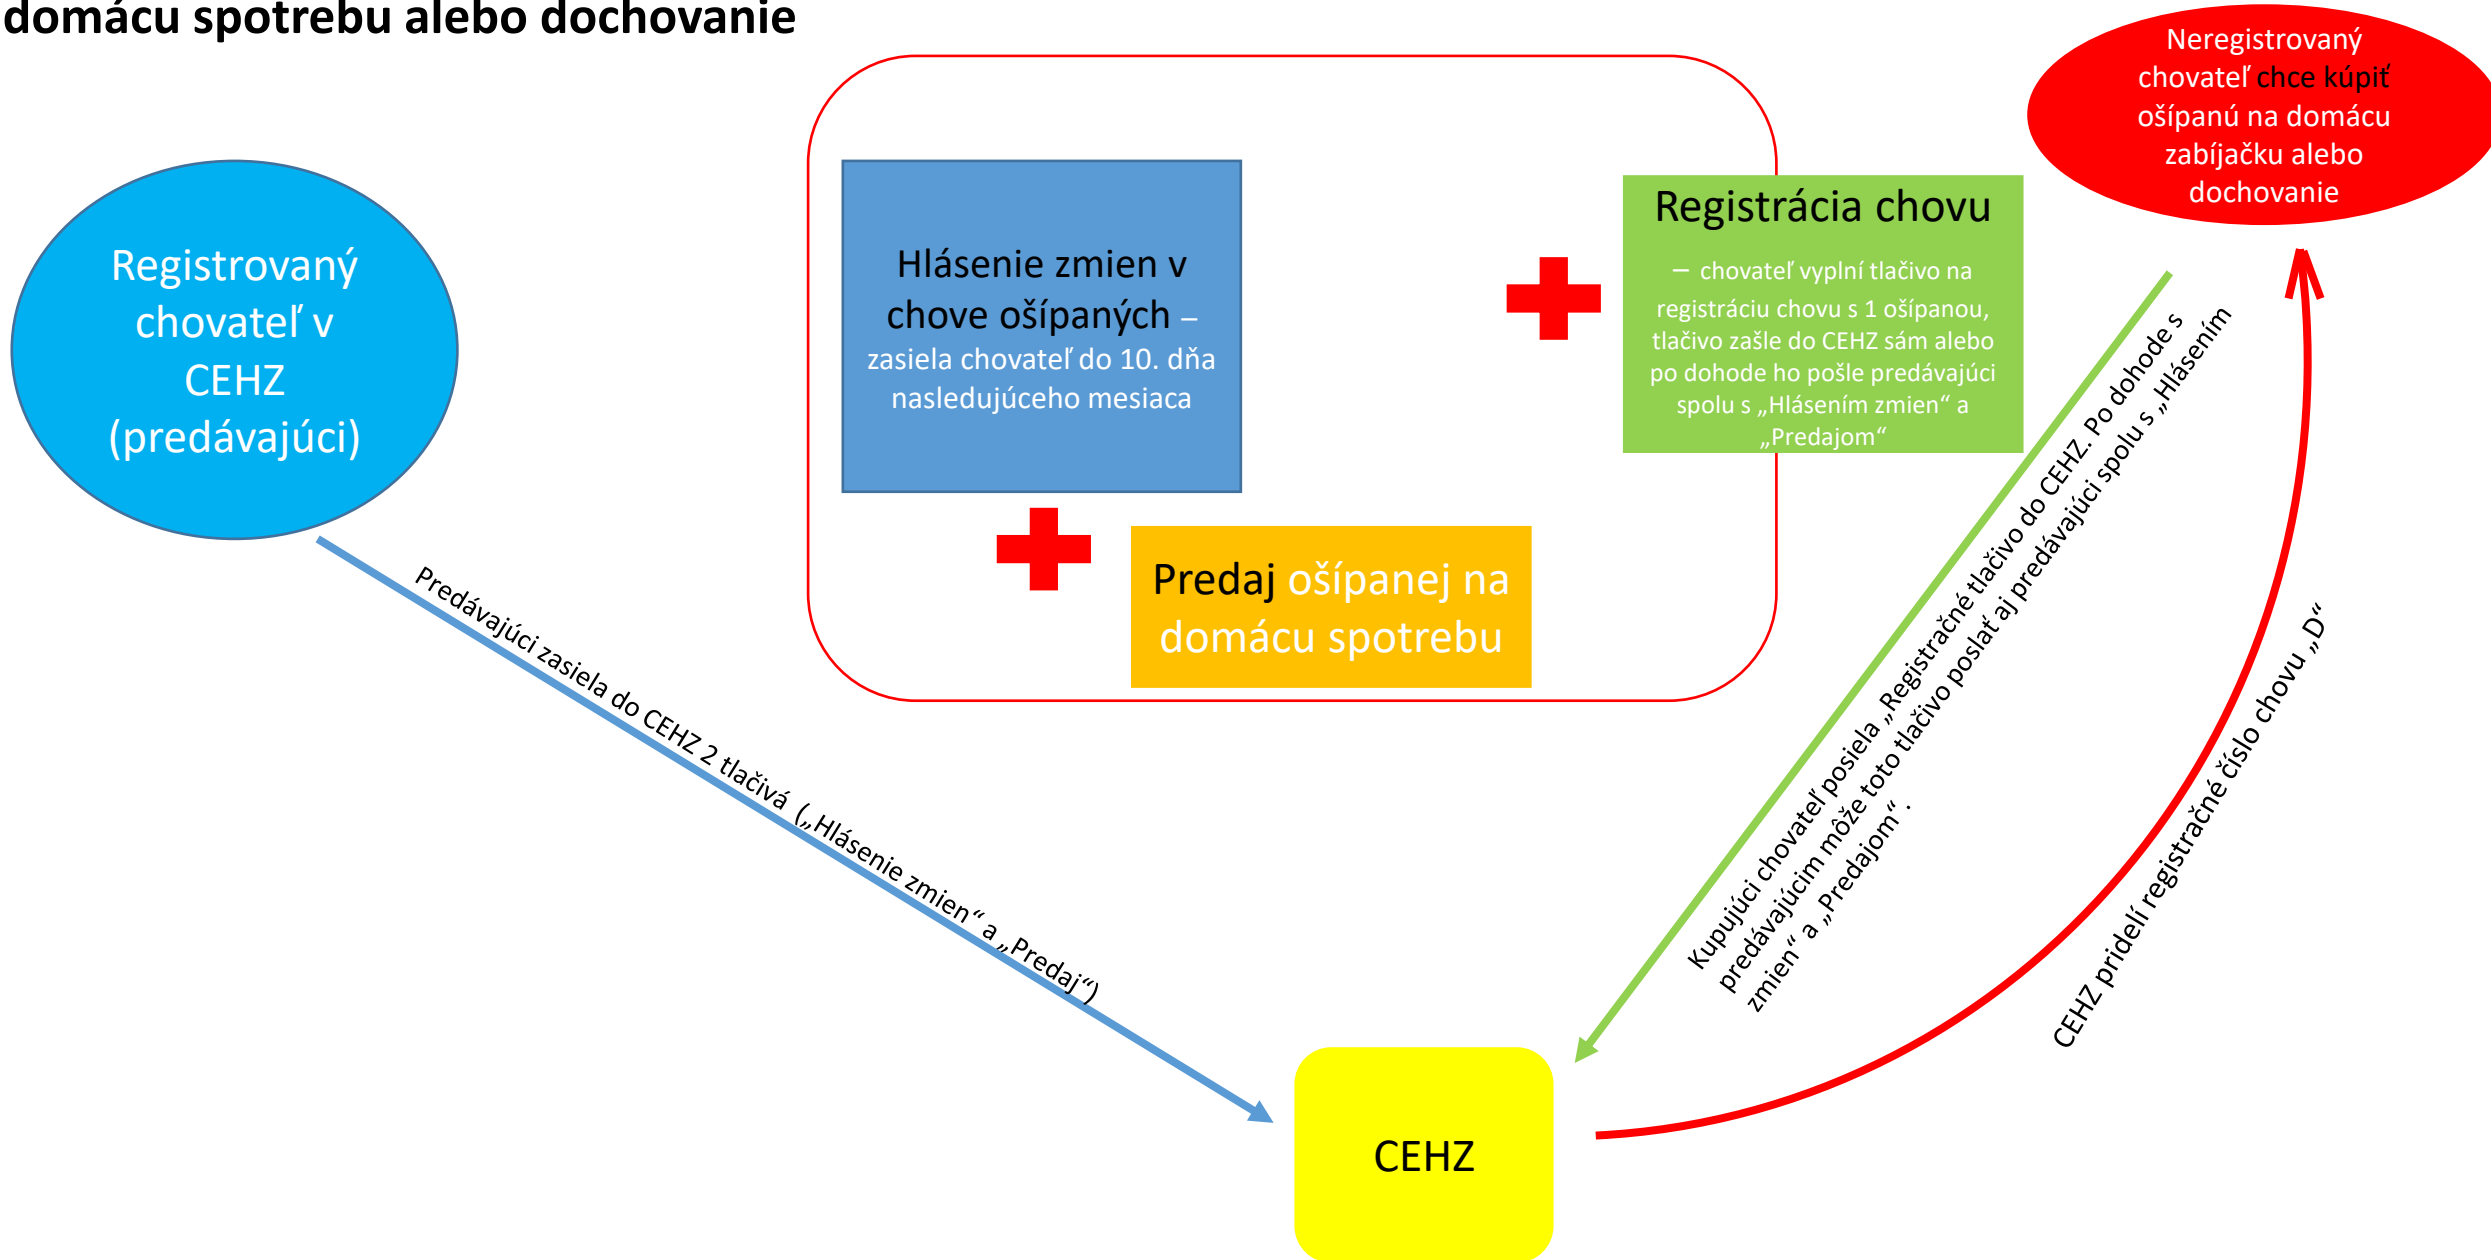 domácu spotrebu alebo dochovanie
Neregistrovaný
chovateľ chce kúpiť
ošípanú na domácu
zabíjačku alebo
dochovanie
Registrovaný
chovateľ v
CEHZ
(predávajúci)
Hlásenie zmien v
chove ošípaných –
zasiela chovateľ do 10. dňa
nasledujúceho mesiaca
Registrácia chovu
– chovateľ vyplní tlačivo na
registráciu chovu s 1 ošípanou,
tlačivo zašle do CEHZ sám alebo
po dohode ho pošle predávajúci
spolu s „Hlásením zmien“ a
„Predajom“
Predaj ošípanej na
domácu spotrebu
Predávajúci zasiela do CEHZ 2 tlačivá („Hlásenie zmien“ a „Predaj“)
Kupujúci chovateľ posiela „Registračné tlačivo do CEHZ. Po dohode s
predávajúcim môže toto tlačivo poslať aj predávajúci spolu s „Hlásením
zmien“ a „Predajom“.
CEHZ pridelí registračné číslo chovu „D“
CEHZ